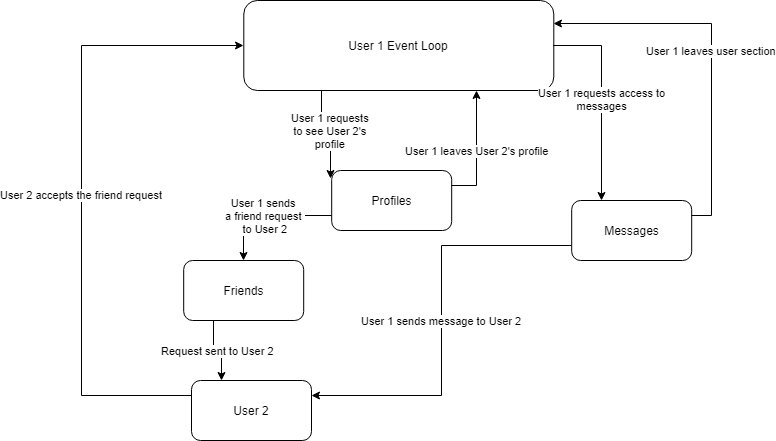 User 1 Event Loop
User 1 leaves user section
User 1 requests access to
messages
User 1 requests
to see User 2's
profile
User 1 leaves User 2's profile
User 2 accepts the friend request
Profiles
User 1 sends
a friend request
to User 2
Messages
Friends
User 1 sends message to User 2
Request sent to User 2
User 2